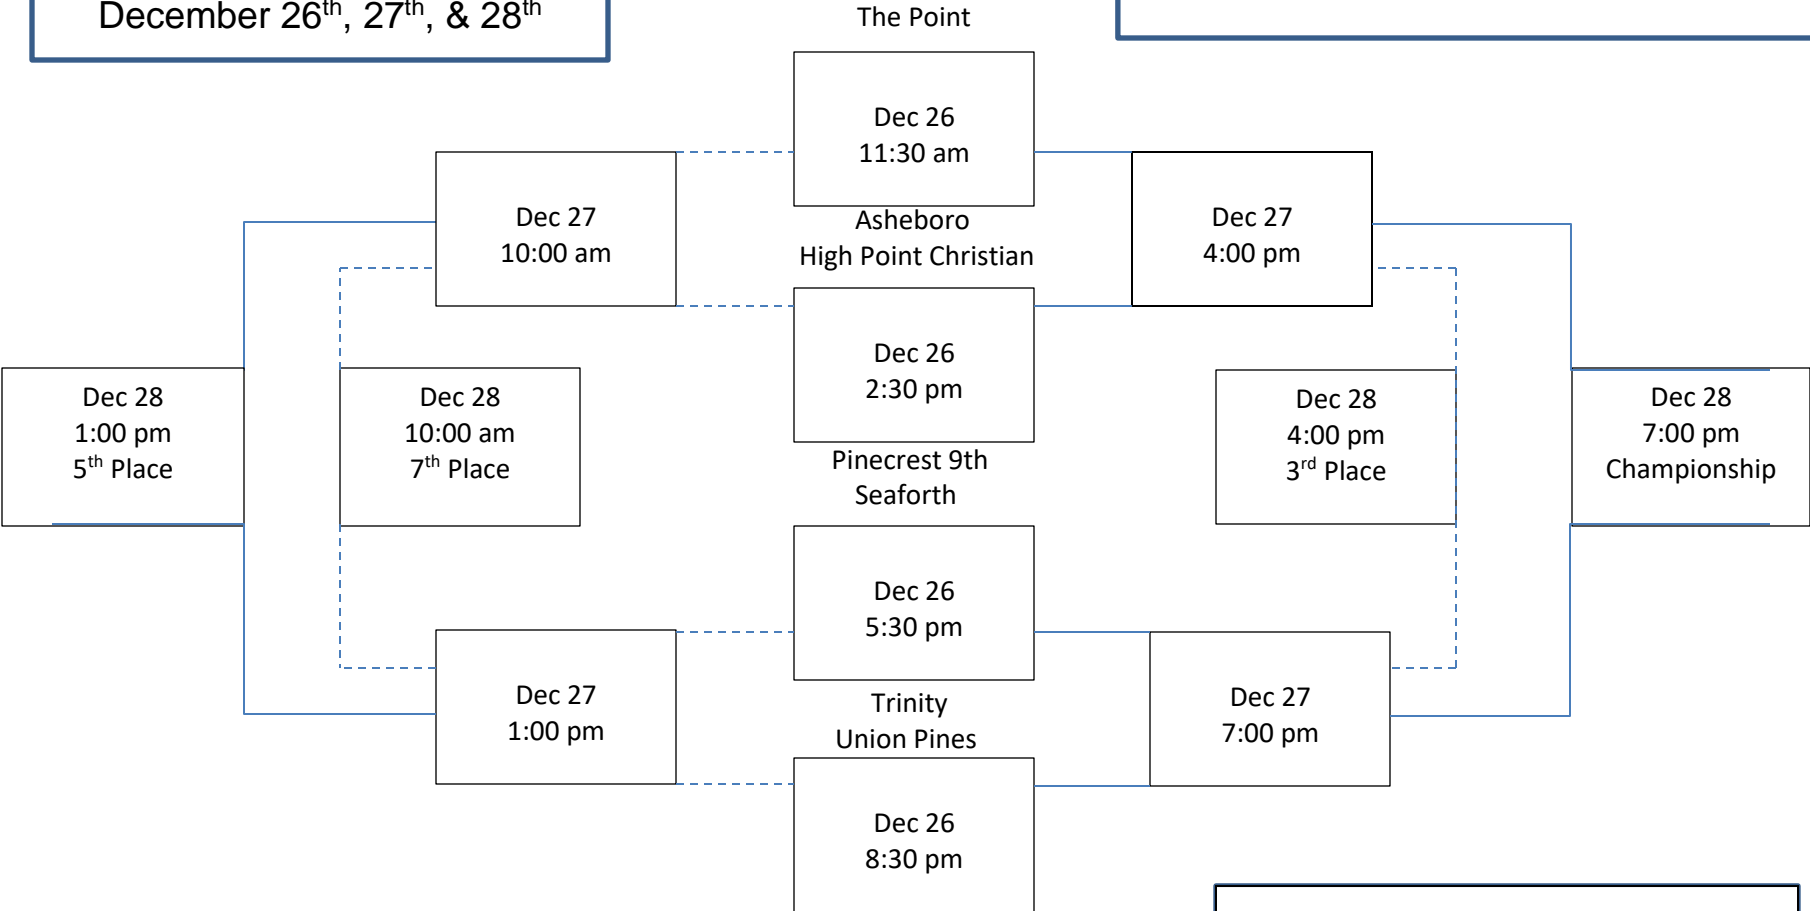 December 26th, 27th, & 28th
The Point
Dec 26
11:30 am
Asheboro
High Point Christian
Dec 27
10:00 am
Dec 27
4:00 pm
Dec 26
2:30 pm
Pinecrest 9th
Seaforth
Dec 28
1:00 pm
5th Place
Dec 28
10:00 am
7th Place
Dec 28
4:00 pm
3rd Place
Dec 28
7:00 pm
Championship
Dec 26
5:30 pm
Trinity
Union Pines
Dec 27
1:00 pm
Dec 27
7:00 pm
Dec 26
8:30 pm